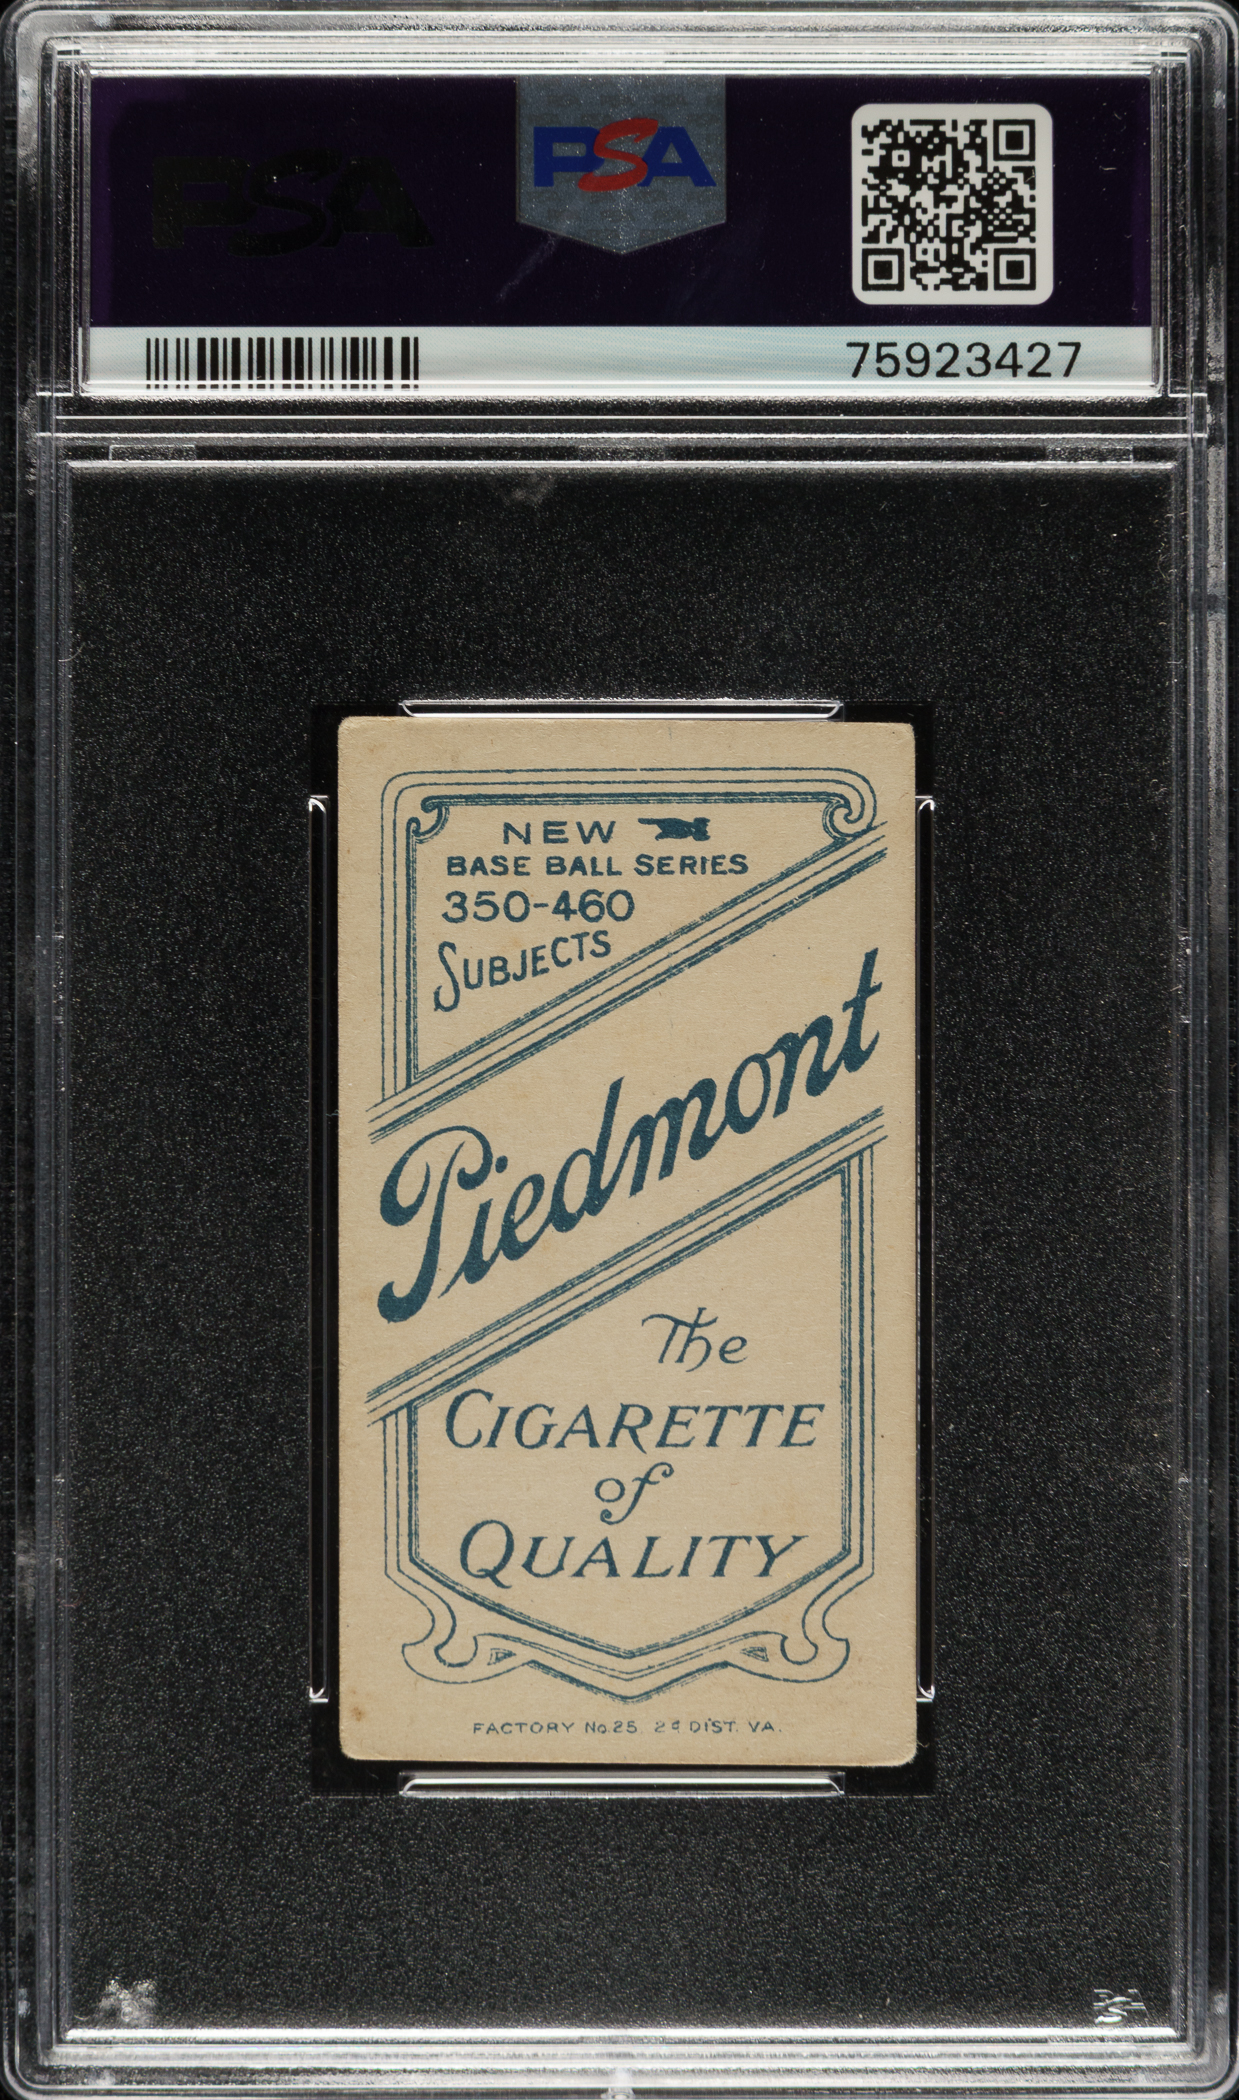 PSA
PSA
75923427
NEW
BASE BALL SERIES
350-460
SUBJECTS
Piedmont
The
CIGARETTE
of
QUALITY
FACTORY No. 25. 2d DIST. VA.